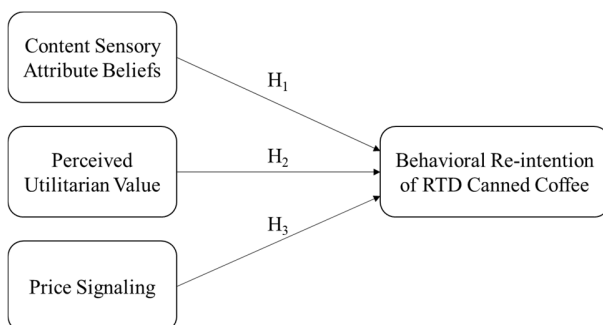 Content Sensory
Attribute Beliefs
H₁
Perceived
Utilitarian Value
H₂
Behavioral Re-intention
of RTD Canned Coffee
H₃
Price Signaling